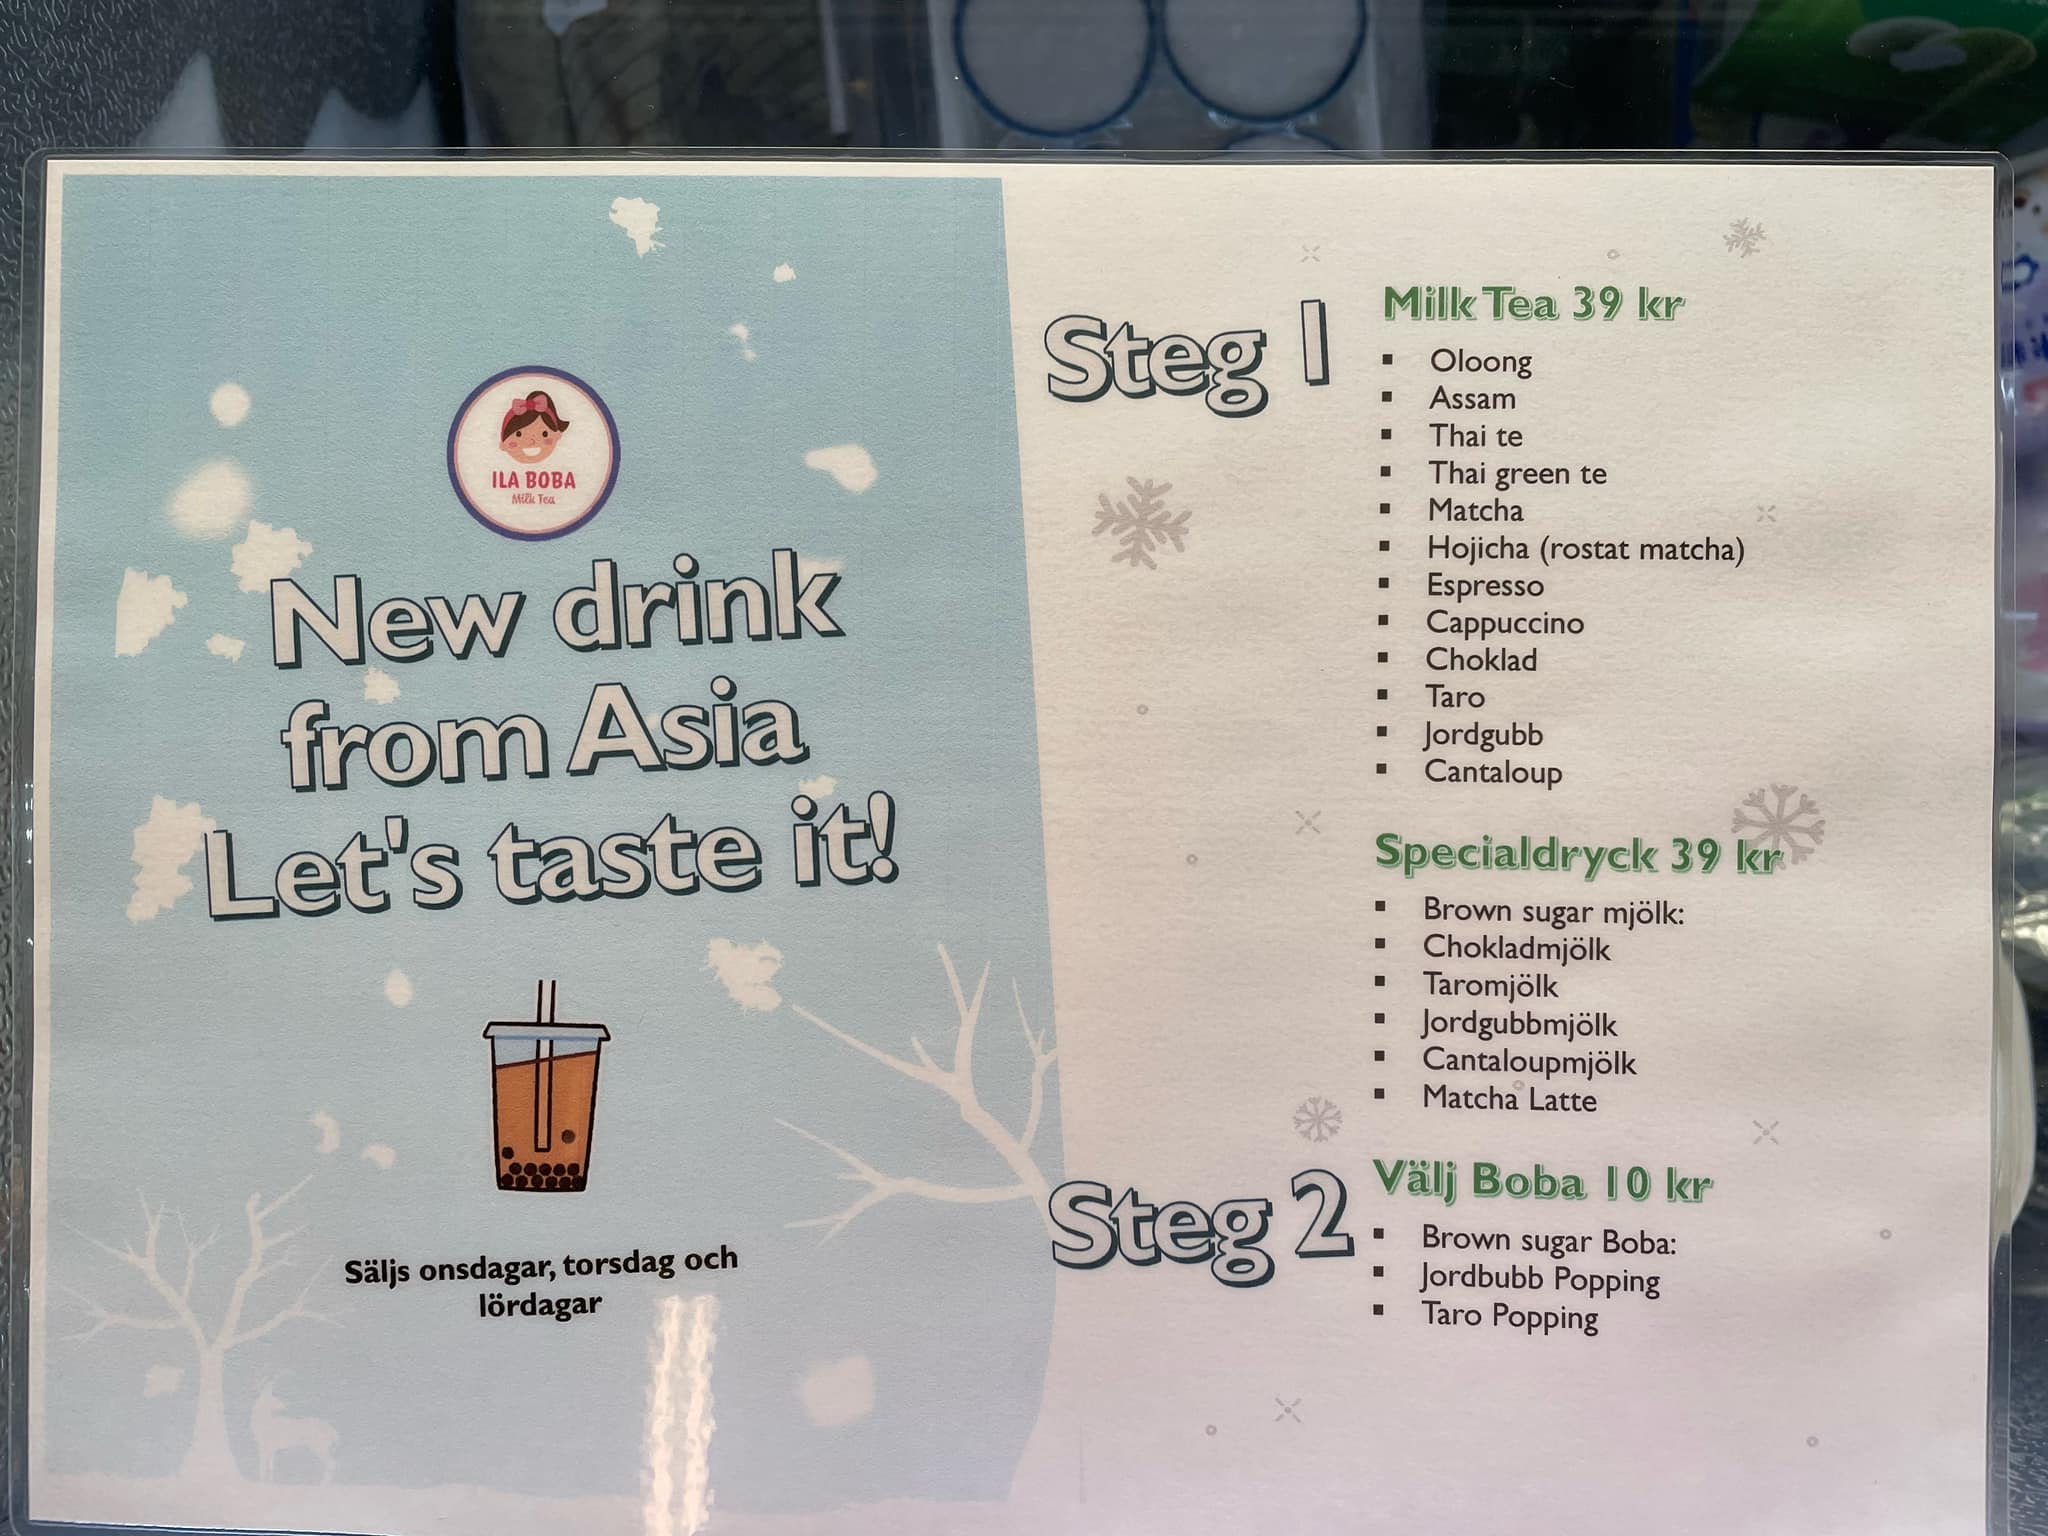 ILA BOBA
Milk Tea
New drink
from Asia
Let's taste it!
Säljs onsdagar, torsdag och
lördagar
Steg 1
Milk Tea 39 kr
▪ Oloong
▪ Assam
▪ Thai te
▪ Thai green te
▪ Matcha
▪ Hojicha (rostat matcha)
▪ Espresso
▪ Cappuccino
▪ Choklad
▪ Taro
▪ Jordgubb
▪ Cantaloup
Specialdryck 39 kr
▪ Brown sugar mjölk:
▪ Chokladmjölk
▪ Taromjölk
▪ Jordgubbmjölk
▪ Cantaloupmjölk
▪ Matcha Latte
Steg 2
Välj Boba 10 kr
▪ Brown sugar Boba:
▪ Jordbubb Popping
▪ Taro Popping